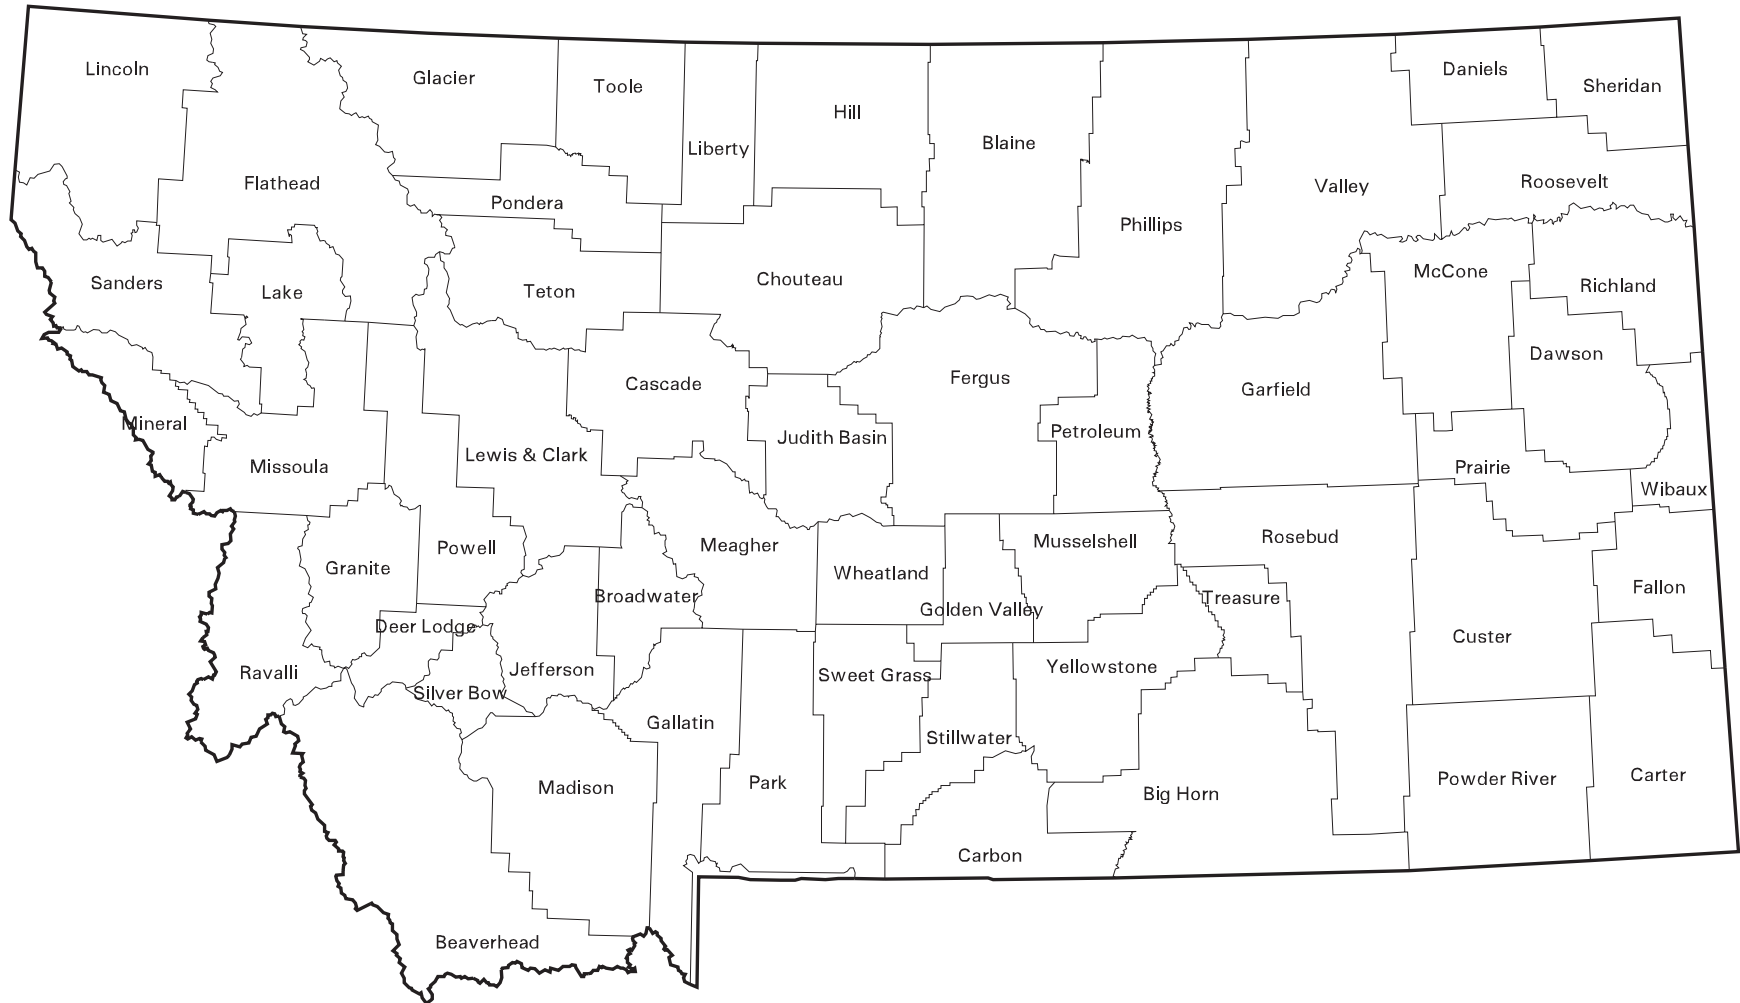 Lincoln
Glacier
Toole
Liberty
Hill
Blaine
Phillips
Valley
Daniels
Sheridan
Flathead
Pondera
Roosevelt
Sanders
Lake
Teton
Chouteau
McCone
Richland
Mineral
Missoula
Lewis & Clark
Cascade
Judith Basin
Fergus
Petroleum
Garfield
Dawson
Prairie
Wibaux
Granite
Powell
Meagher
Wheatland
Golden Valley
Musselshell
Rosebud
Treasure
Custer
Fallon
Deer Lodge
Broadwater
Ravalli
Silver Bow
Jefferson
Gallatin
Sweet Grass
Stillwater
Yellowstone
Madison
Park
Carbon
Big Horn
Powder River
Carter
Beaverhead